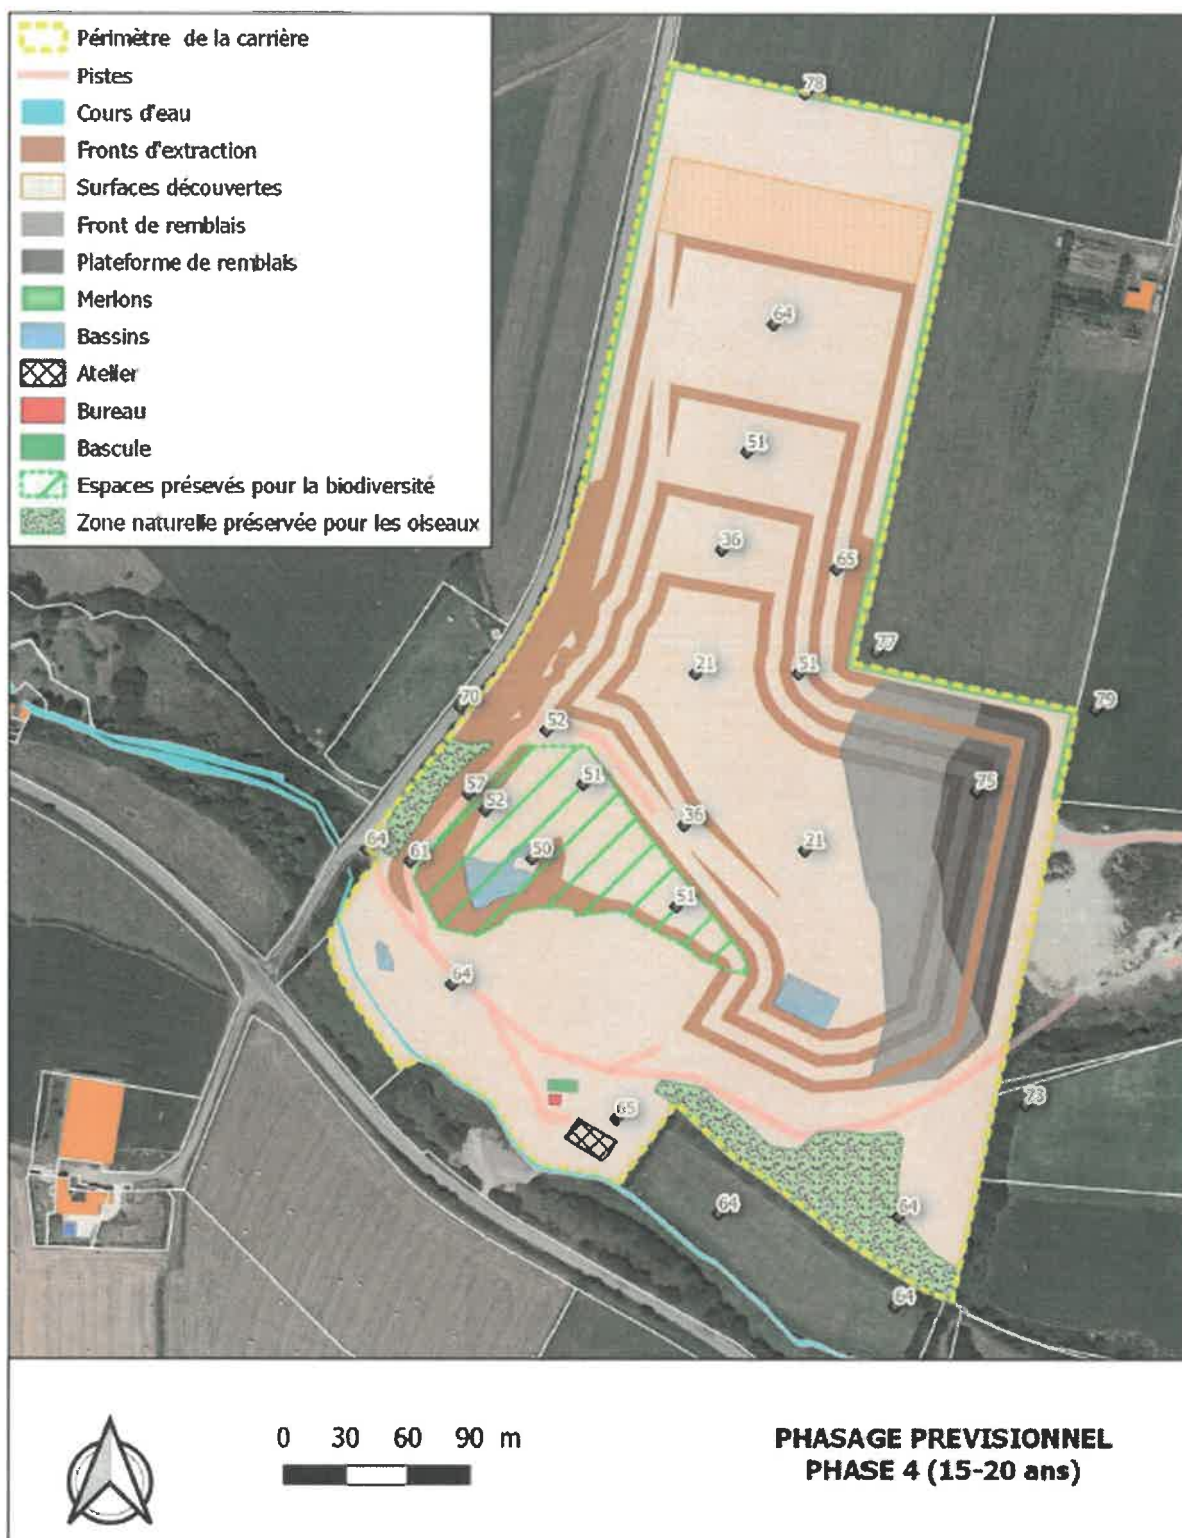 Périmètre de la carrière
Pistes
Cours d'eau
Fronts d'extraction
Surfaces découvertes
Front de remblais
Plateforme de remblais
Merlons
Bassins
Atelier
Bureau
Bascule
Espaces présevés pour la biodiversité
Zone naturelle préservée pour les oiseaux
78
64
51
36
65
21
51
77
79
70
52
57
52
51
75
36
21
64
61
50
51
64
65
73
64
64
64
0 30 60 90 m
PHASAGE PREVISIONNEL
PHASE 4 (15-20 ans)